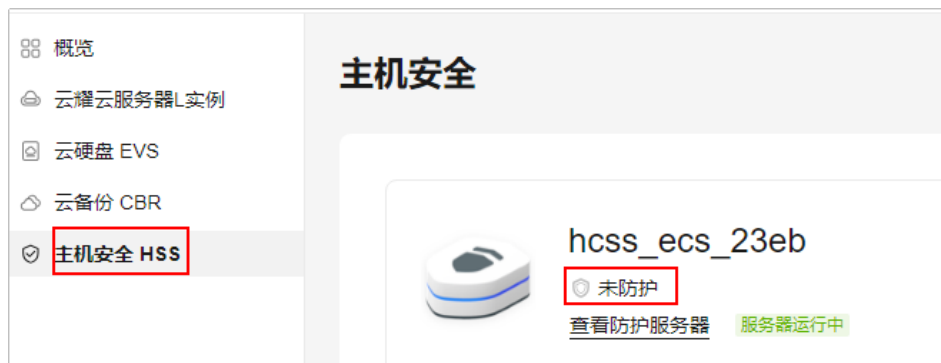 概览
云耀云服务器L实例
云硬盘 EVS
云备份 CBR
主机安全 HSS
主机安全
hcss_ecs_23eb
未防护
查看防护服务器 服务器运行中